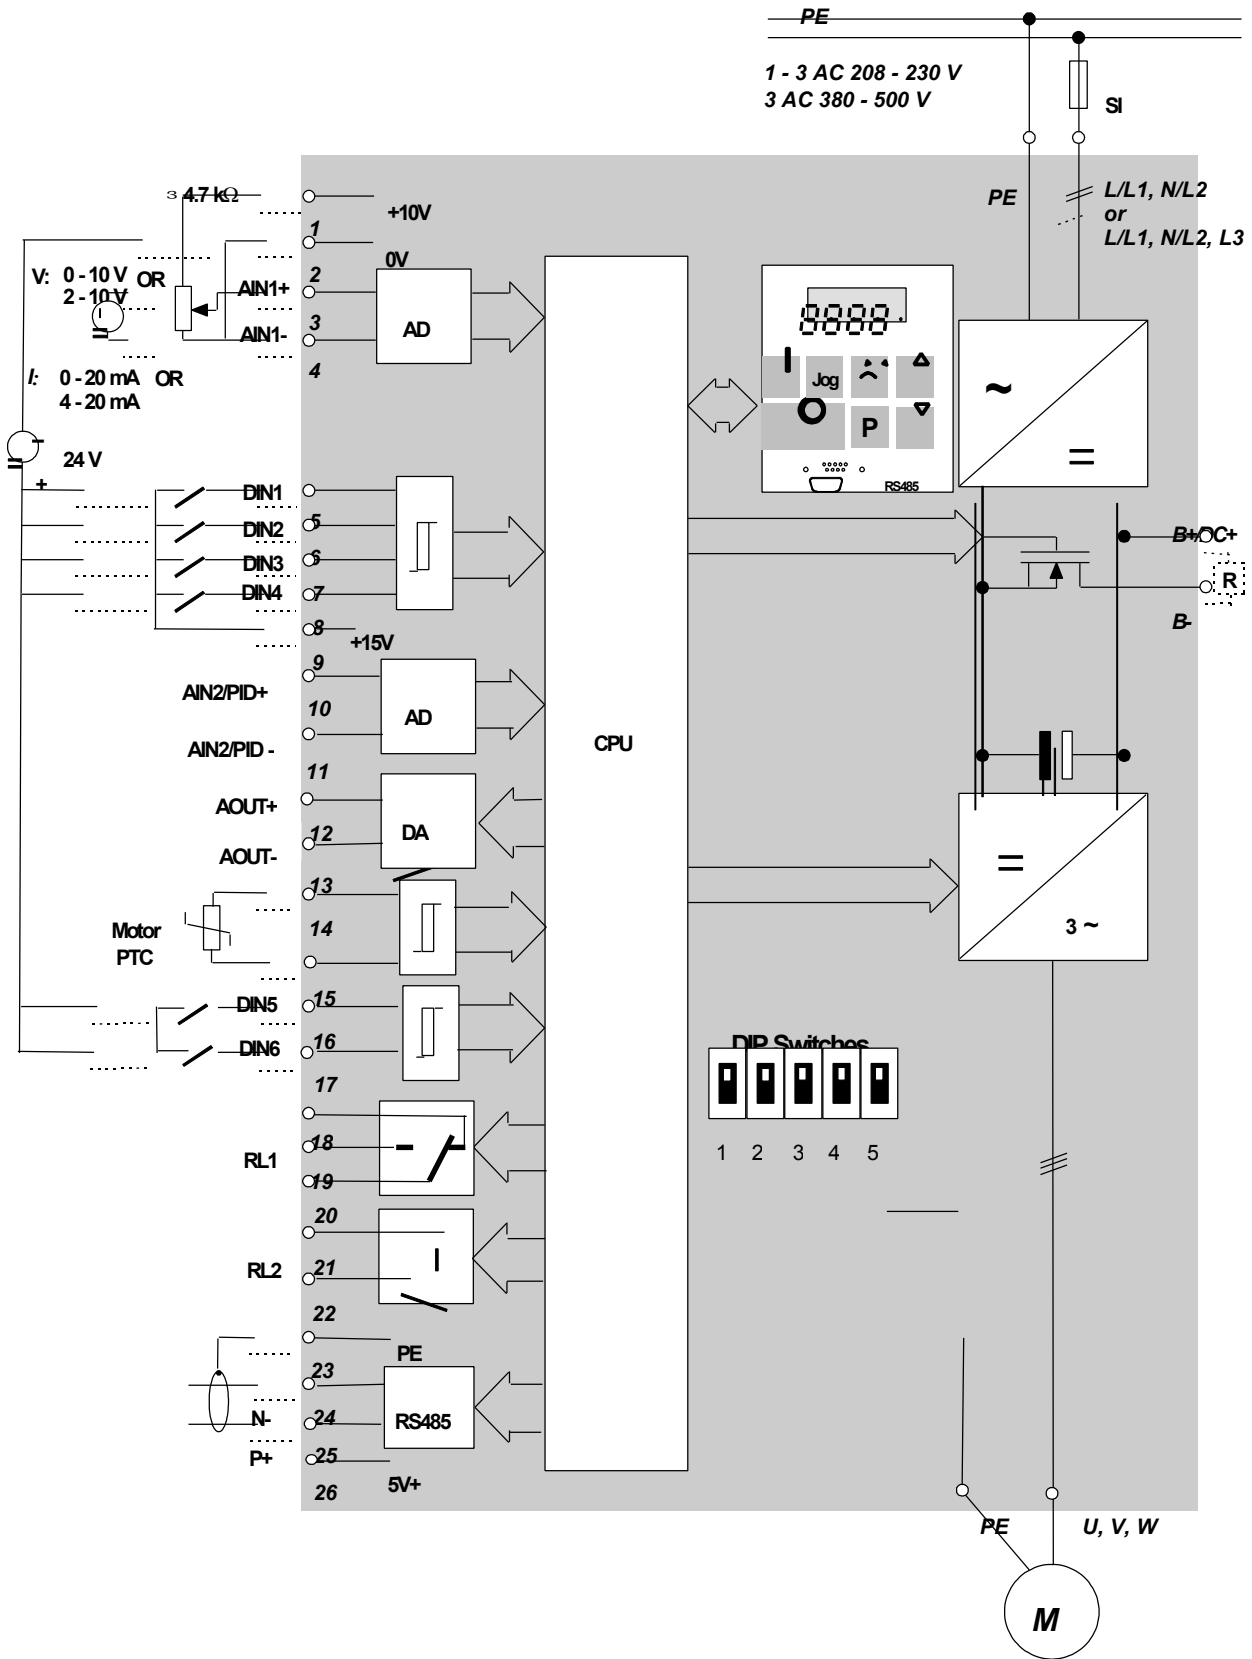 PE
1 - 3 AC 208 - 230 V
3 AC 380 - 500 V
SI
PE
L/L1, N/L2
or
L/L1, N/L2, L3
4.7 kΩ
+10V
1
0V
V: 0 - 10 V OR
2 - 10 V
2
AIN1+
AD
3
AIN1-
4
I: 0 - 20 mA OR
4 - 20 mA
24 V
+
Jog
P
RS485
DIN1
5
DIN2
6
DIN3
DIN4
7
8
+15V
9
B+/DC+
R
B-
AIN2/PID+
10
AD
CPU
AIN2/PID -
11
AOUT+
12
DA
AOUT-
13
14
Motor
PTC
3 ~
DIN5
15
DIN6
16
17
DIP Switches
1 2 3 4 5
18
RL1
19
20
RL2
21
22
PE
23
N-
24
RS485
P+
25
5V+
26
PE
U, V, W
M